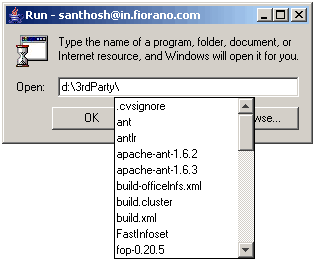 Run - santhosh@in.fiorano.com
Type the name of a program, folder, document, or
Internet resource, and Windows will open it for you.
Open: d:\3rdParty\
OK
wse...
.cvsignore
ant
antlr
apache-ant-1.6.2
apache-ant-1.6.3
build-officeInfs.xml
build.cluster
build.xml
FastInfoset
fop-0.20.5